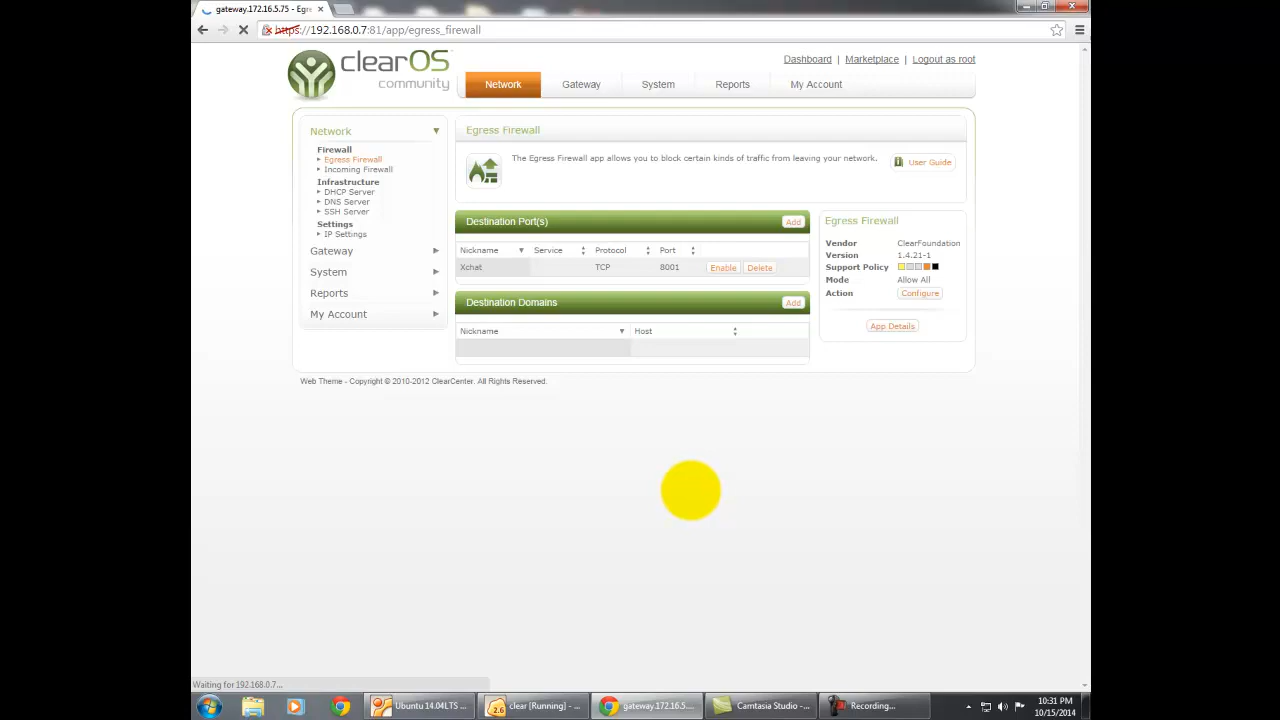 gateway.172.16.5.75 - Egr
https://192.168.0.7:81/app/egress_firewall
clearOS
community
Dashboard | Marketplace | Logout as root
Network Gateway System Reports My Account
Network
Firewall
Egress Firewall
Incoming Firewall
Infrastructure
DHCP Server
DNS Server
SSH Server
Settings
IP Settings
Gateway
System
Reports
My Account
Egress Firewall
The Egress Firewall app allows you to block certain kinds of traffic from leaving your network.
User Guide
Destination Port(s) Add
Nickname Service Protocol Port
Xchat TCP 8001 Enable Delete
Destination Domains Add
Nickname Host
Egress Firewall
Vendor ClearFoundation
Version 1.4.21-1
Support Policy
Mode Allow All
Action Configure
App Details
Web Theme - Copyright © 2010-2012 ClearCenter. All Rights Reserved.
Waiting for 192.168.0.7...
Ubuntu 14.04LTS ...
clear [Running] - ...
gateway.172.16.5....
Camtasia Studio - ...
Recording...
10:31 PM
10/15/2014